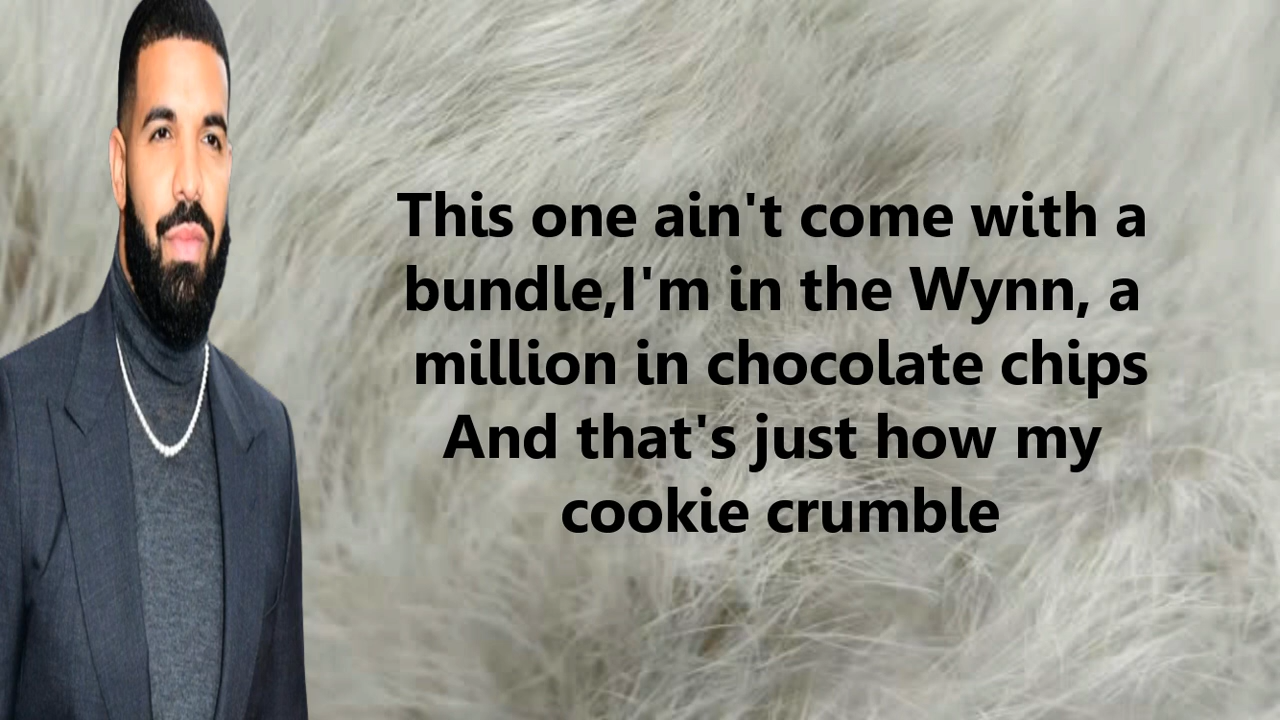 This one ain't come with a
bundle,I'm in the Wynn, a
million in chocolate chips
And that's just how my
cookie crumble